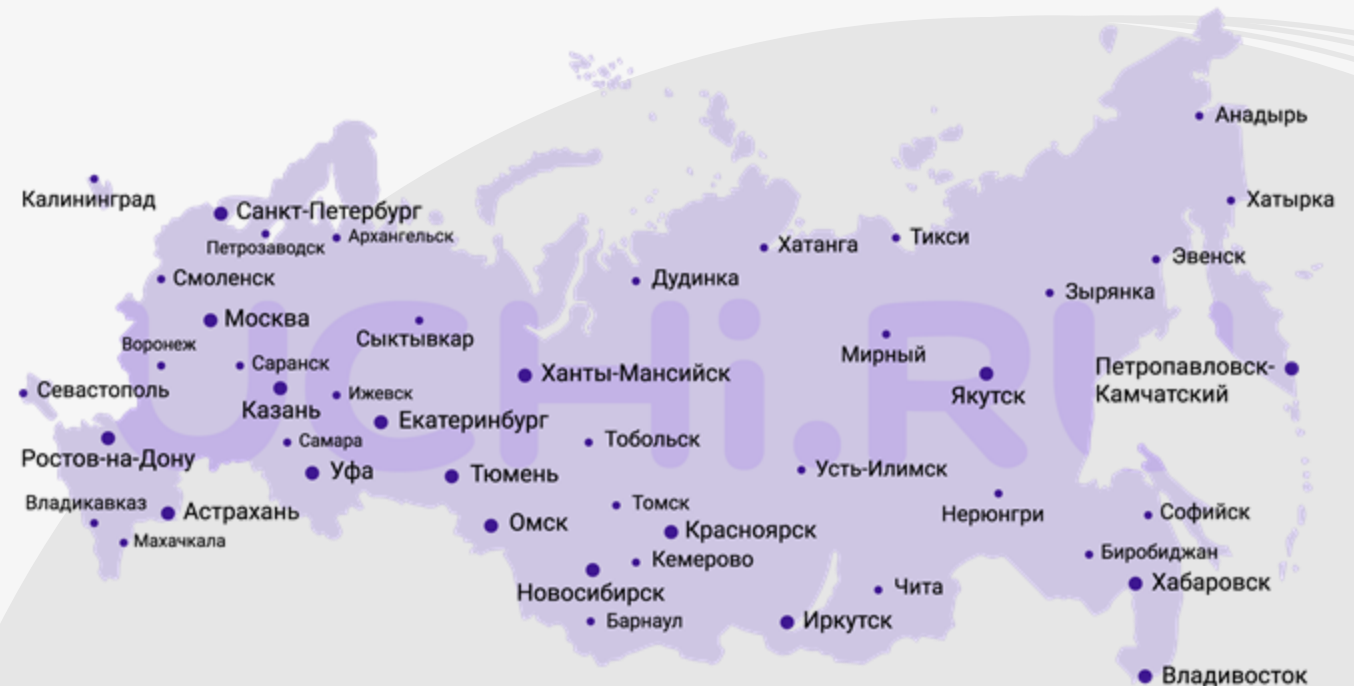 Анадырь
Калининград
Хатырка
Санкт-Петербург
Петрозаводск
Архангельск
Хатанга
Тикси
Эвенск
Смоленск
Дудинка
Зырянка
UCHi.RU
Москва
Сыктывкар
Воронеж
Саранск
Мирный
Севастополь
Казань
Ижевск
Ханты-Мансийск
Якутск
Петропавловск-
Камчатский
Екатеринбург
Ростов-на-Дону
Самара
Тобольск
Уфа
Тюмень
Усть-Илимск
Владикавказ
Астрахань
Томск
Нерюнгри
Софийск
Махачкала
Омск
Красноярск
Биробиджан
Кемерово
Новосибирск
Чита
Хабаровск
Барнаул
Иркутск
Владивосток